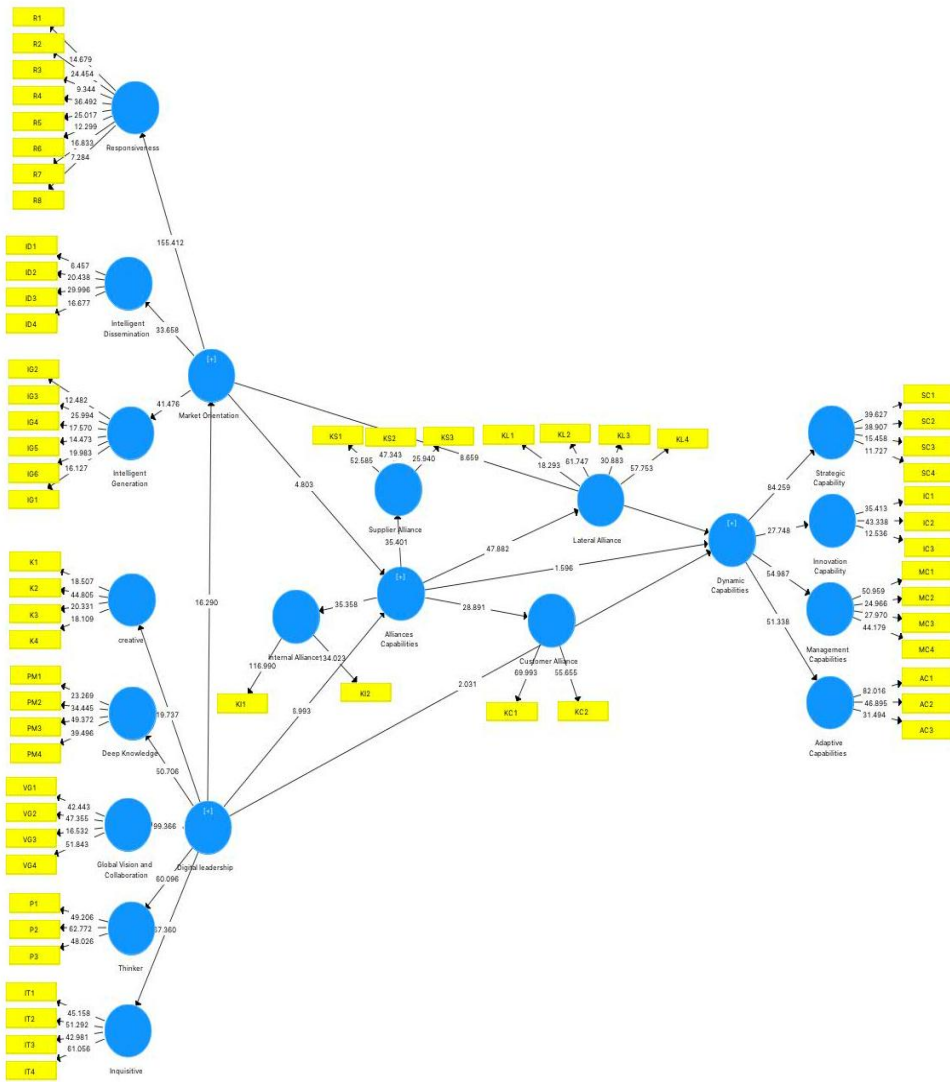 R1
R2
R3
R4
R5
R6
R7
R8
14.679
24.454
9.344
36.492
25.017
12.299
16.833
7.284
Responsiveness
155.412
ID1
ID2
ID3
ID4
6.457
20.438
29.996
16.677
Intelligent
Dissemination
33.658
IG2
IG3
IG4
IG5
IG6
IG1
12.482
25.994
17.570
14.473
19.983
16.127
Intelligent
Generation
41.476
[+]
Market Orientation
KS1
KS2
KS3
52.585
47.343
25.940
Supplier Alliance
35.401
8.659
KL1
KL2
KL3
KL4
18.293
61.747
30.883
57.753
Lateral Alliance
4.803
47.882
1.596
[+]
Alliances
Capabilities
35.358
28.891
Internal Alliance
116.990
134.023
KI1
KI2
Customer Alliance
69.993
55.655
KC1
KC2
[+]
Dynamic
Capabilities
84.259
27.748
54.987
51.338
SC1
SC2
SC3
SC4
39.627
38.907
15.458
11.727
Strategic
Capability
IC1
IC2
IC3
35.413
43.338
12.536
Innovation
Capability
MC1
MC2
MC3
MC4
50.959
24.966
27.970
44.179
Management
Capabilities
AC1
AC2
AC3
82.016
46.895
31.494
Adaptive
Capabilities
K1
K2
K3
K4
18.507
44.805
20.331
18.109
creative
16.290
PM1
PM2
PM3
PM4
23.269
34.445
49.372
39.496
Deep Knowledge
19.737
50.706
6.993
2.031
VG1
VG2
VG3
VG4
42.443
47.355
16.532
51.843
Global Vision and
Collaboration
99.366
[+]
Digital leadership
60.096
P1
P2
P3
49.206
62.772
48.026
Thinker
IT1
IT2
IT3
IT4
45.158
51.292
42.981
61.056
Inquisitive